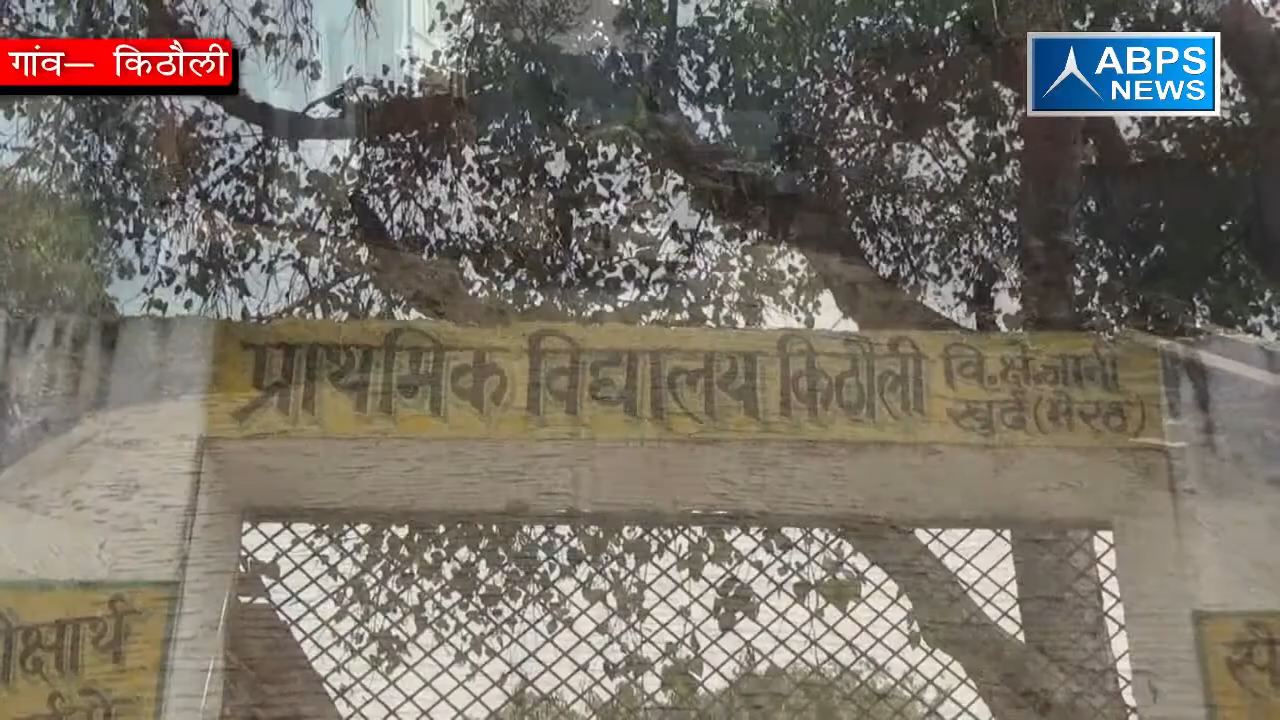 गांव— किठौली
ABPS
NEWS
प्राथमिक विद्यालय किठौली
वि.क्षे.जानी
खुर्द (मेरठ)